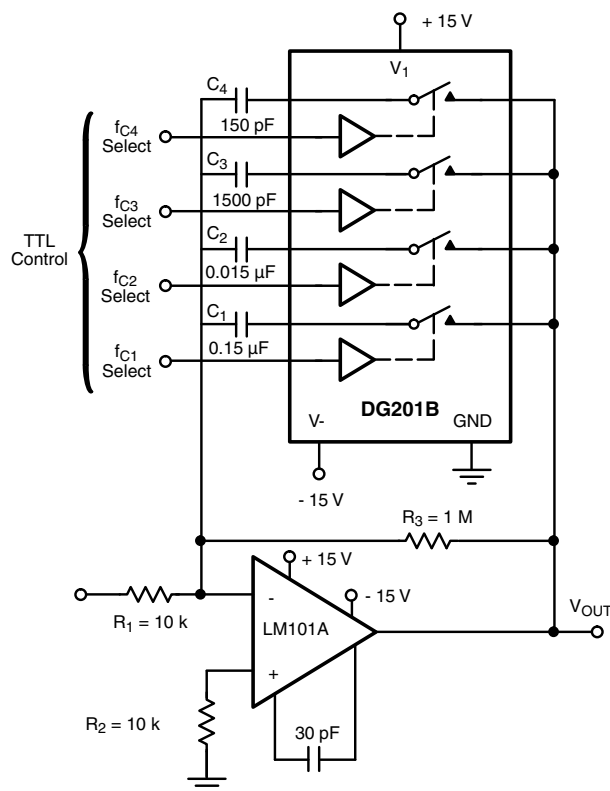 + 15 V
V1
C4
fC4
Select
150 pF
C3
fC3
Select
1500 pF
TTL
Control
C2
fC2
Select
0.015 µF
C1
fC1
Select
0.15 µF
DG201B
V-
GND
- 15 V
R3 = 1 M
+ 15 V
- 15 V
VOUT
-
LM101A
R1 = 10 k
+
R2 = 10 k
30 pF